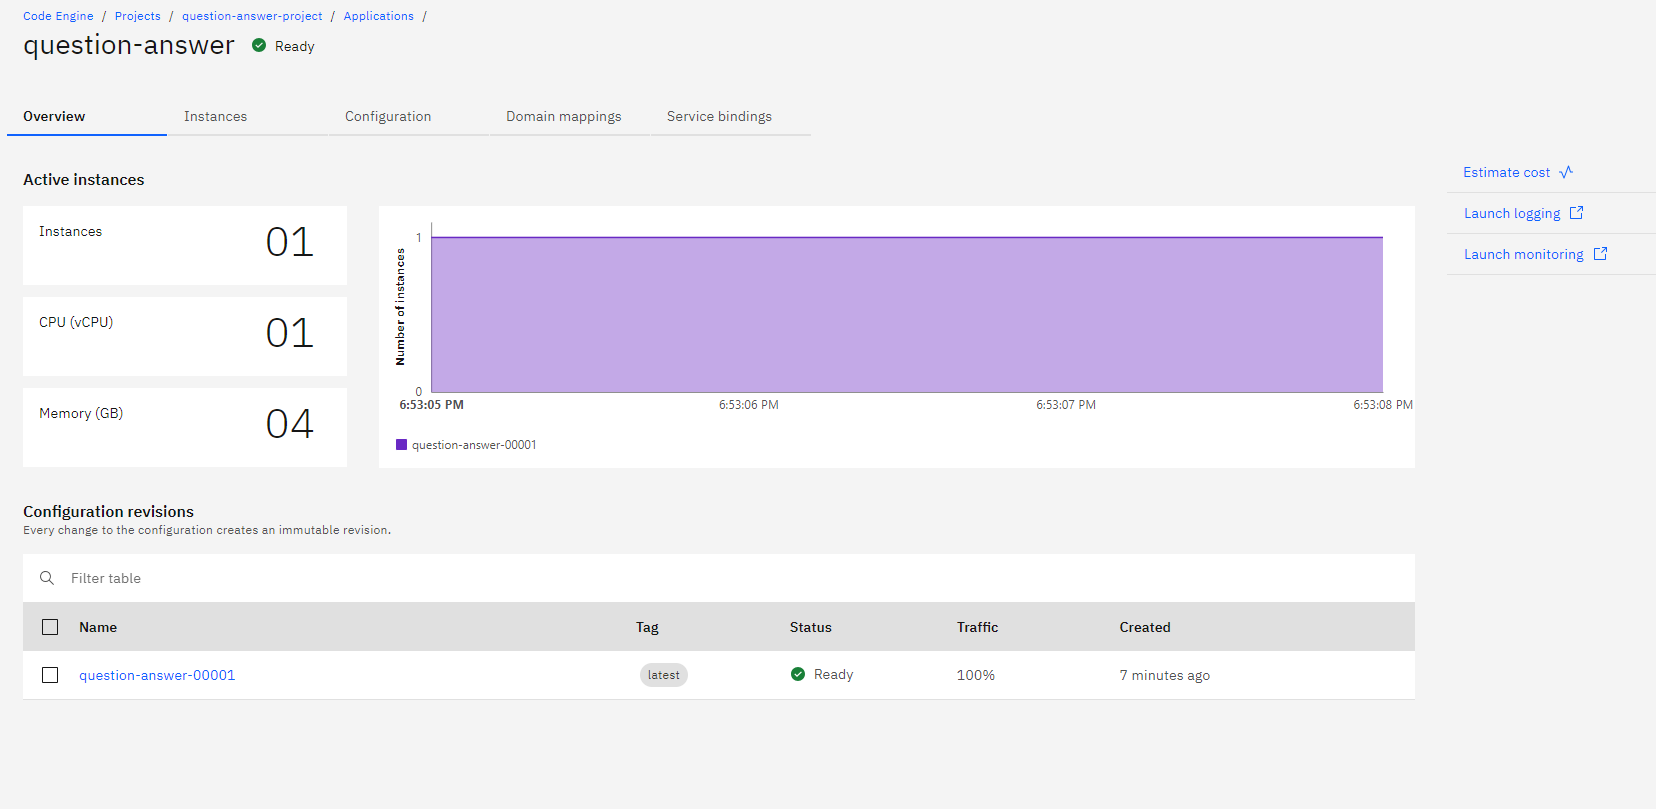 Code Engine / Projects / question-answer-project / Applications /
question-answer Ready
Overview Instances Configuration Domain mappings Service bindings
Active instances
Estimate cost
Launch logging
Launch monitoring
Instances 01
CPU (vCPU) 01
Memory (GB) 04
Number of instances
1
0
6:53:05 PM 6:53:06 PM 6:53:07 PM 6:53:08 PM
question-answer-00001
Configuration revisions
Every change to the configuration creates an immutable revision.
Filter table
Name Tag Status Traffic Created
question-answer-00001 latest Ready 100% 7 minutes ago